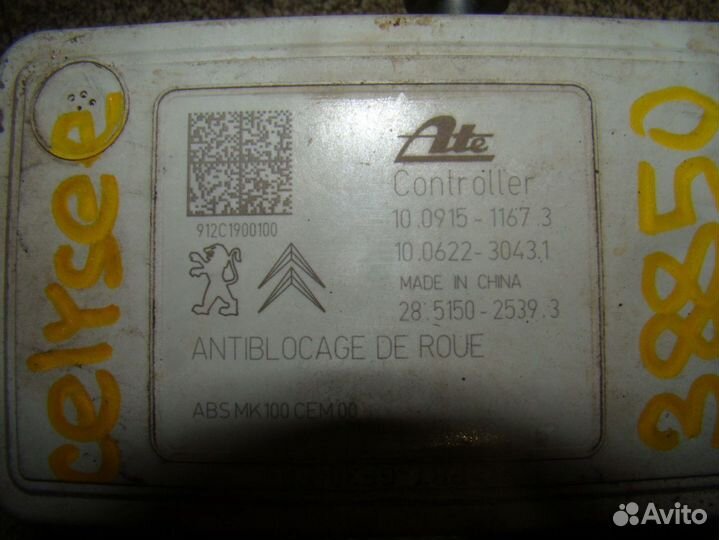 celysee
Ate
Controller
912C1900100
10.0915-1167.3
10.0622-3043.1
MADE IN CHINA
28.5150-2539.3
ANTIBLOCAGE DE ROUE
ABS MK100 CEM 00
38850
Avito